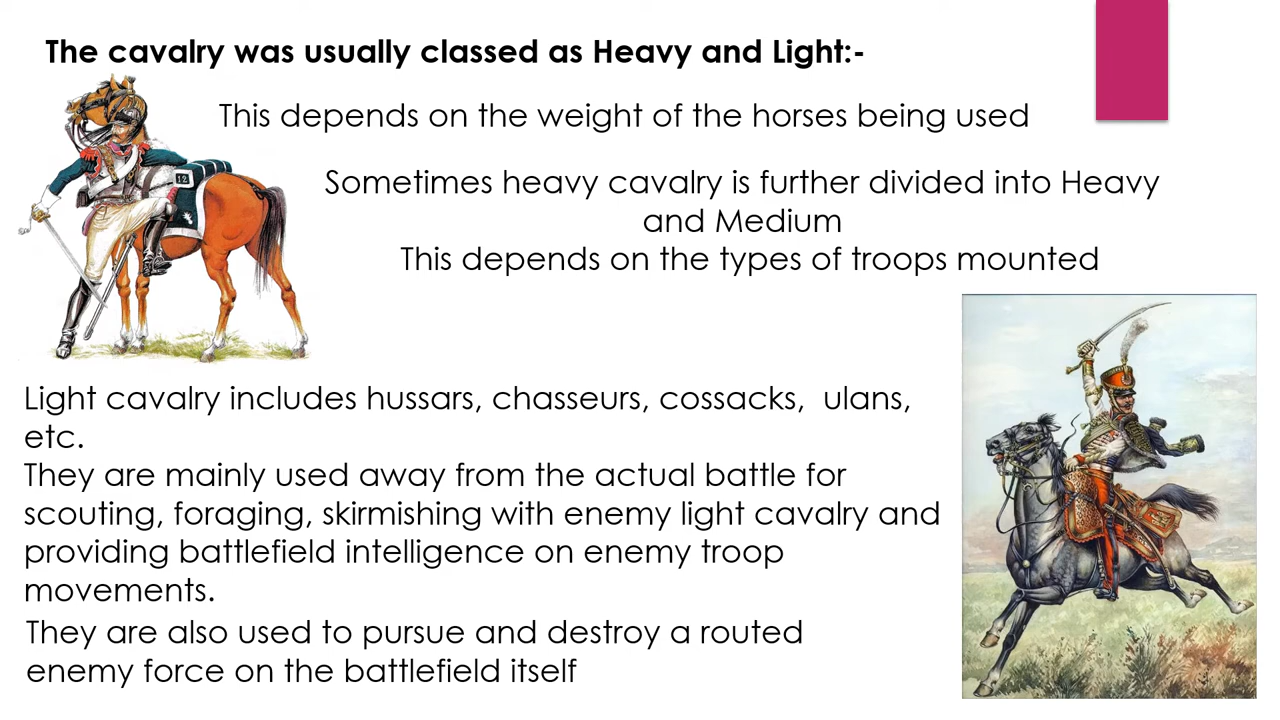 The cavalry was usually classed as Heavy and Light:-
This depends on the weight of the horses being used
Sometimes heavy cavalry is further divided into Heavy
and Medium
This depends on the types of troops mounted
12
Light cavalry includes hussars, chasseurs, cossacks,  ulans,
etc.
They are mainly used away from the actual battle for
scouting, foraging, skirmishing with enemy light cavalry and
providing battlefield intelligence on enemy troop
movements.
They are also used to pursue and destroy a routed
enemy force on the battlefield itself